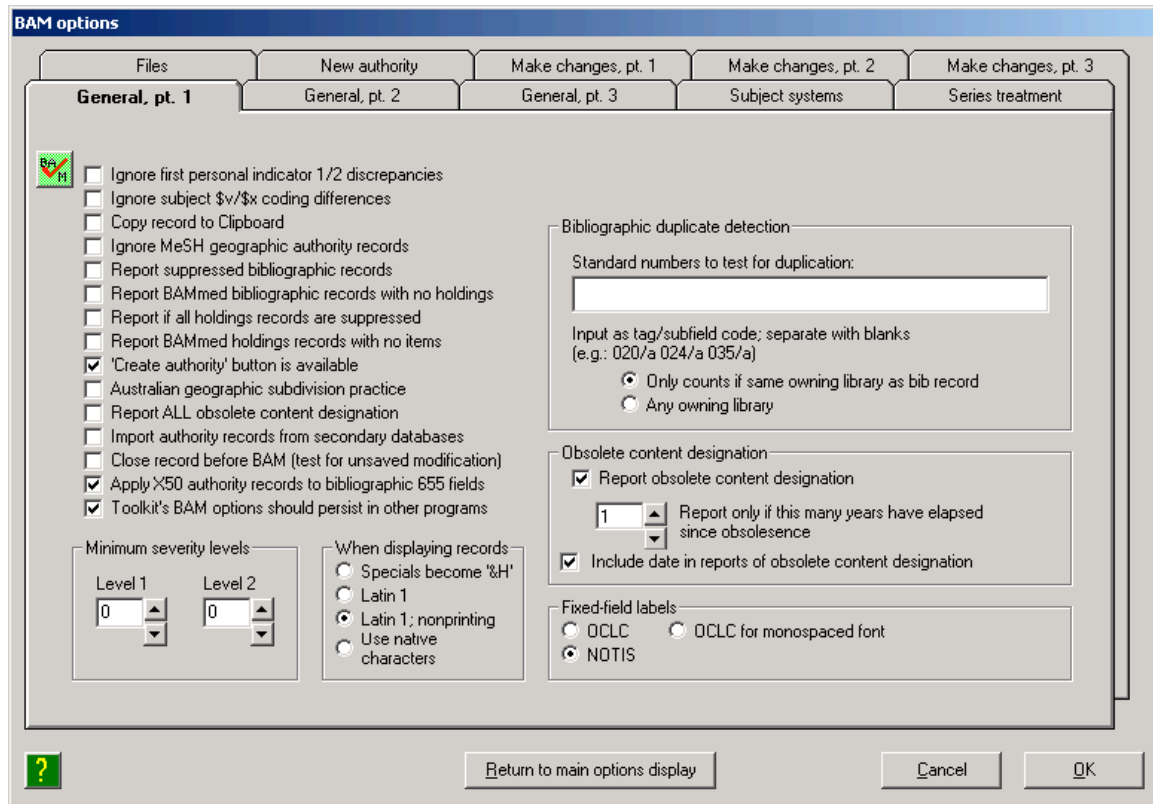 BAM options
Files
New authority
Make changes, pt. 1
Make changes, pt. 2
Make changes, pt. 3
General, pt. 1
General, pt. 2
General, pt. 3
Subject systems
Series treatment
BA
M
Ignore first personal indicator 1/2 discrepancies
Ignore subject $v/$x coding differences
Copy record to Clipboard
Ignore MeSH geographic authority records
Report suppressed bibliographic records
Report BAMmed bibliographic records with no holdings
Report if all holdings records are suppressed
Report BAMmed holdings records with no items
'Create authority' button is available
Australian geographic subdivision practice
Report ALL obsolete content designation
Import authority records from secondary databases
Close record before BAM (test for unsaved modification)
Apply X50 authority records to bibliographic 655 fields
Toolkit's BAM options should persist in other programs
Minimum severity levels
Level 1
Level 2
0
0
When displaying records
Specials become '&H'
Latin 1
Latin 1; nonprinting
Use native
characters
Bibliographic duplicate detection
Standard numbers to test for duplication:
Input as tag/subfield code; separate with blanks
(e.g.: 020/a 024/a 035/a)
Only counts if same owning library as bib record
Any owning library
Obsolete content designation
Report obsolete content designation
1
Report only if this many years have elapsed
since obsolesence
Include date in reports of obsolete content designation
Fixed-field labels
OCLC
OCLC for monospaced font
NOTIS
?
Return to main options display
Cancel
OK